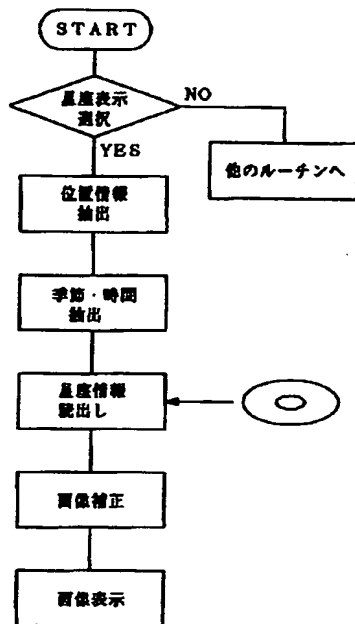 START
星座表示
選択
NO
YES
他のルーチンへ
位置情報
抽出
季節・時間
抽出
星座情報
読出し
画像補正
画像表示